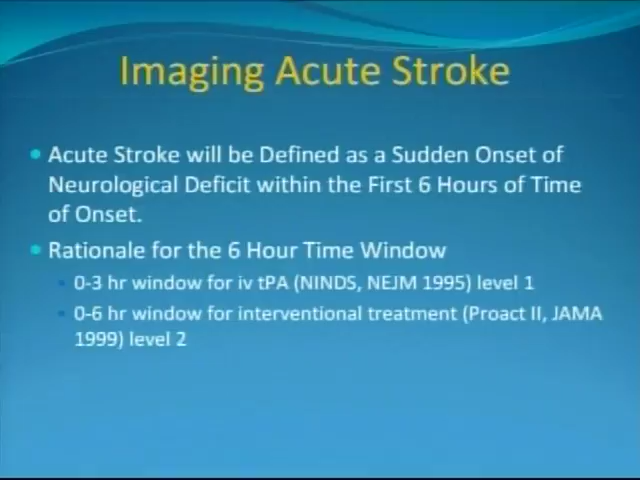 Imaging Acute Stroke
Acute Stroke will be Defined as a Sudden Onset of
Neurological Deficit within the First 6 Hours of Time
of Onset.
Rationale for the 6 Hour Time Window
0-3 hr window for iv tPA (NINDS, NEJM 1995) level 1
0-6 hr window for interventional treatment (Proact II, JAMA
1999) level 2